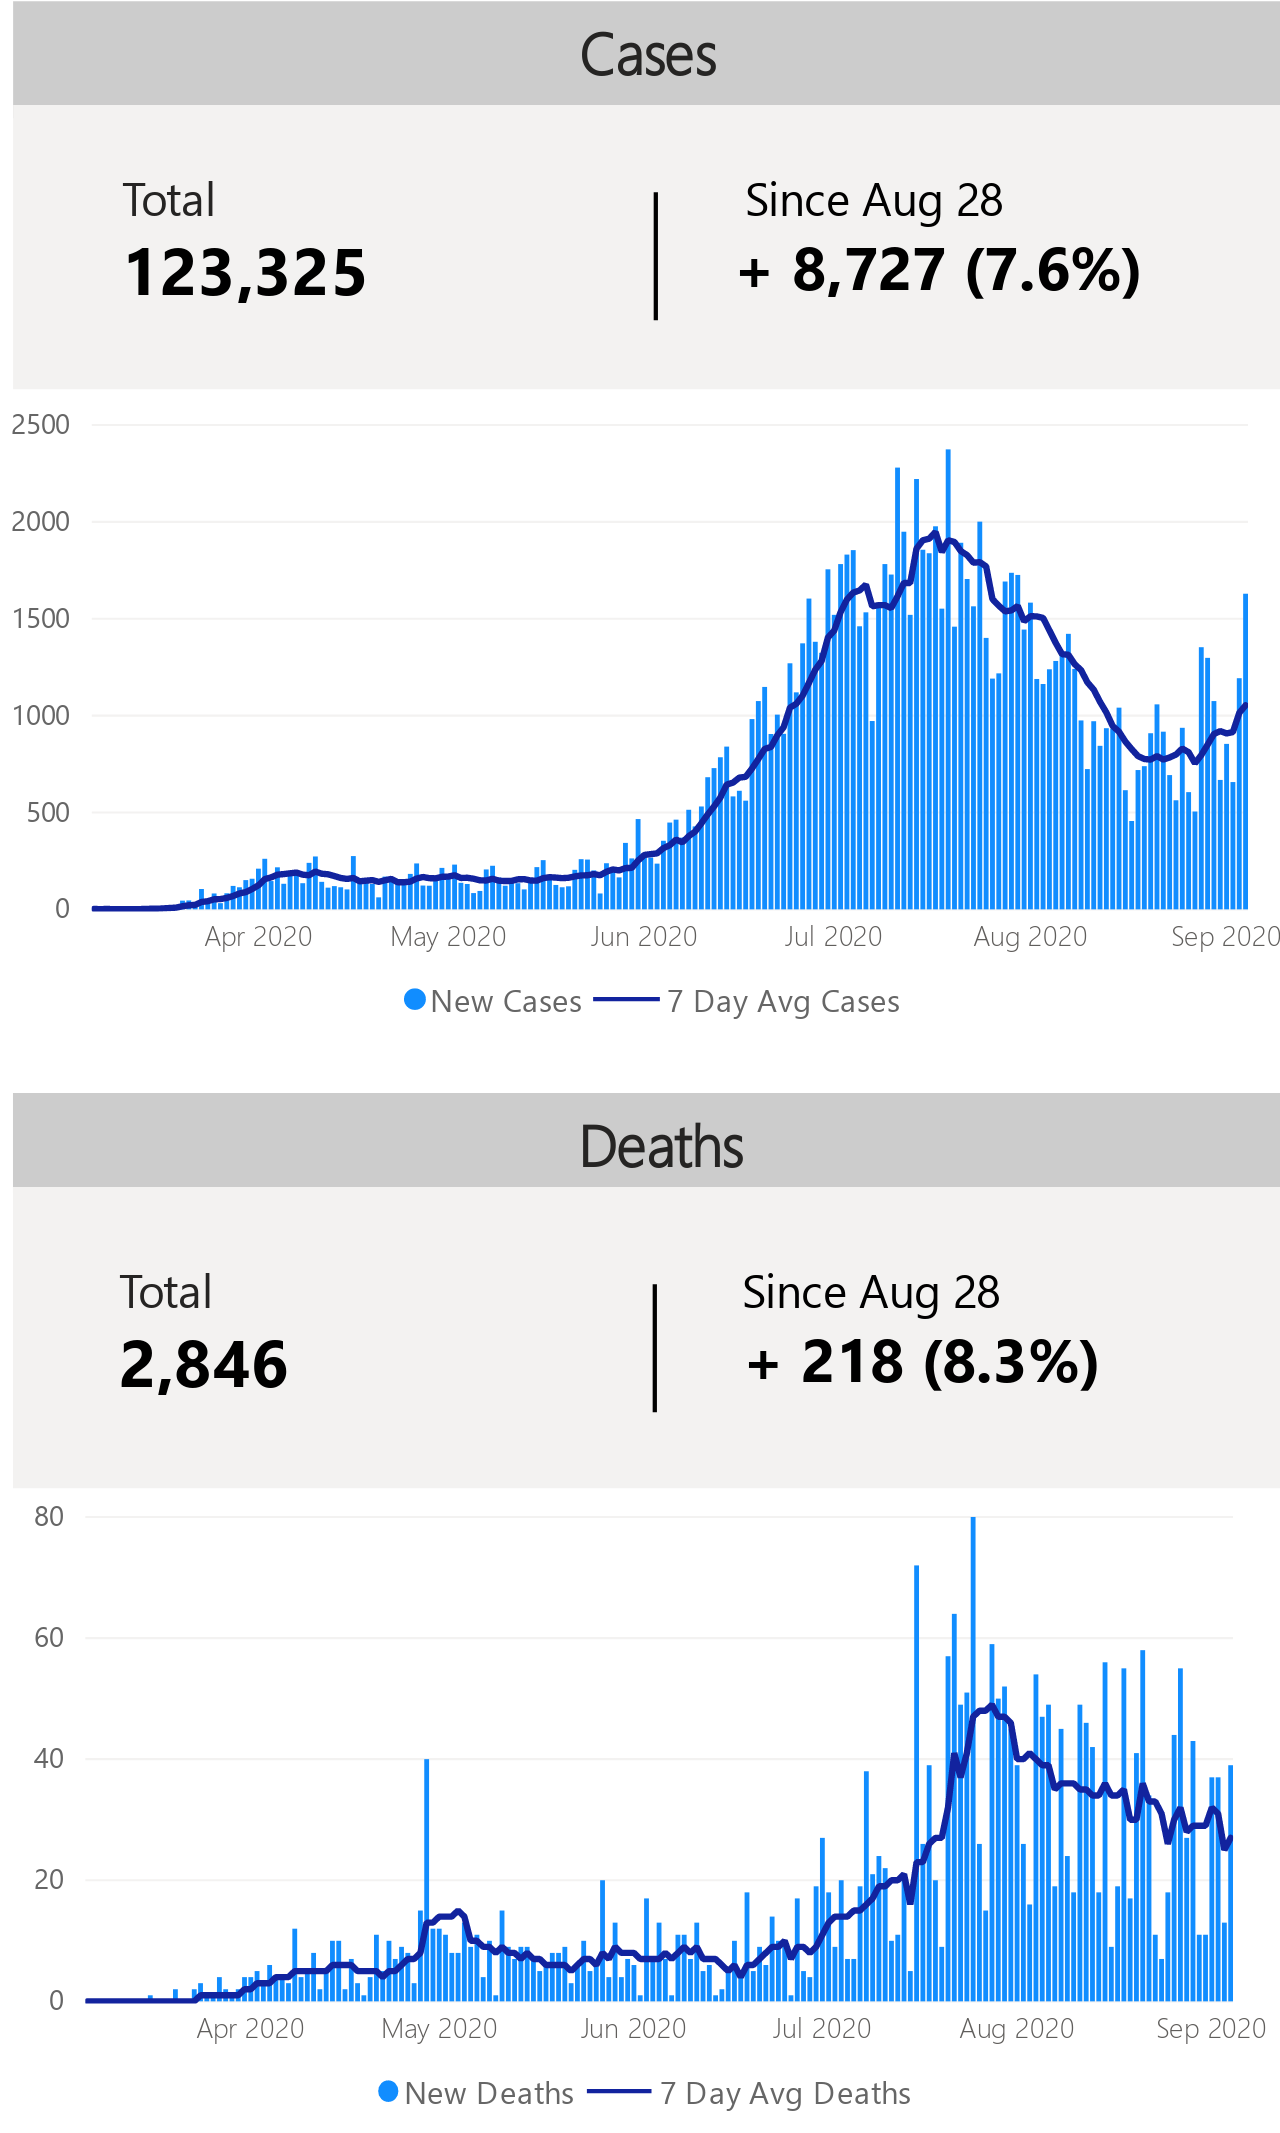 Cases
Total
Since Aug 28
123,325
+ 8,727 (7.6%)
2500
2000
1500
1000
500
0
Apr 2020 May 2020 Jun 2020 Jul 2020 Aug 2020 Sep 2020
New Cases 7 Day Avg Cases
Deaths
Total
Since Aug 28
2,846
+ 218 (8.3%)
80
60
40
20
0
Apr 2020 May 2020 Jun 2020 Jul 2020 Aug 2020 Sep 2020
New Deaths 7 Day Avg Deaths